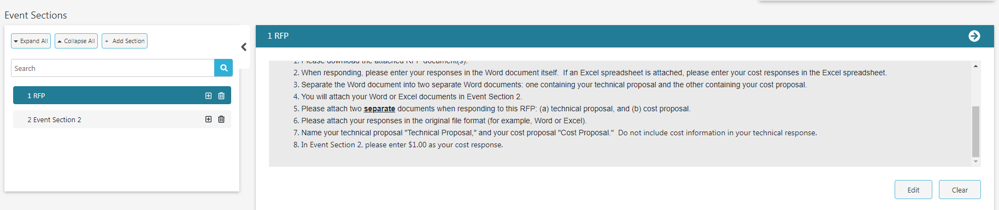 Event Sections
Expand All
Collapse All
+ Add Section
Search
1 RFP
2 Event Section 2
1 RFP
1. Please download the attached RFP document(s).
2. When responding, please enter your responses in the Word document itself.  If an Excel spreadsheet is attached, please enter your cost responses in the Excel spreadsheet.
3. Separate the Word document into two separate Word documents: one containing your technical proposal and the other containing your cost proposal.
4. You will attach your Word or Excel documents in Event Section 2.
5. Please attach two separate documents when responding to this RFP: (a) technical proposal, and (b) cost proposal.
6. Please attach your responses in the original file format (for example, Word or Excel).
7. Name your technical proposal "Technical Proposal," and your cost proposal "Cost Proposal."  Do not include cost information in your technical response.
8. In Event Section 2, please enter $1.00 as your cost response.
Edit
Clear